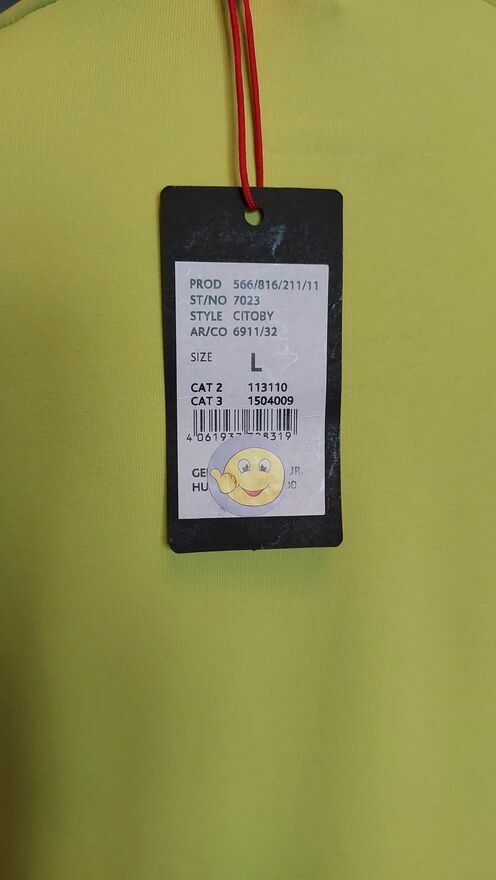 PROD 566/816/211/11
ST/NO 7023
STYLE CITOBY
AR/CO 6911/32
SIZE L
CAT 2 113110
CAT 3 1504009